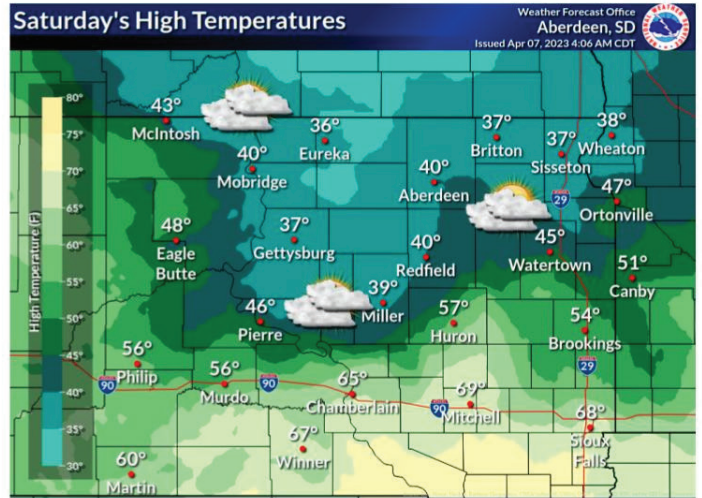 Saturday's High Temperatures
Weather Forecast Office
Aberdeen, SD
Issued Apr 07, 2023 4:06 AM CDT
80°
75°
70°
65°
60°
55°
50°
45°
40°
35°
30°
High Temperature (F)
43°
McIntosh
36°
Eureka
37°
Britton
37°
Sisseton
38°
Wheaton
40°
Mobridge
40°
Aberdeen
29
47°
Ortonville
48°
Eagle
Butte
37°
Gettysburg
40°
Redfield
45°
Watertown
51°
Canby
46°
Pierre
39°
Miller
57°
Huron
54°
Brookings
29
56°
Philip
90
56°
Murdo
90
65°
Chamberlain
69°
Mitchell
90
68°
Sioux
Falls
67°
Winner
60°
Martin